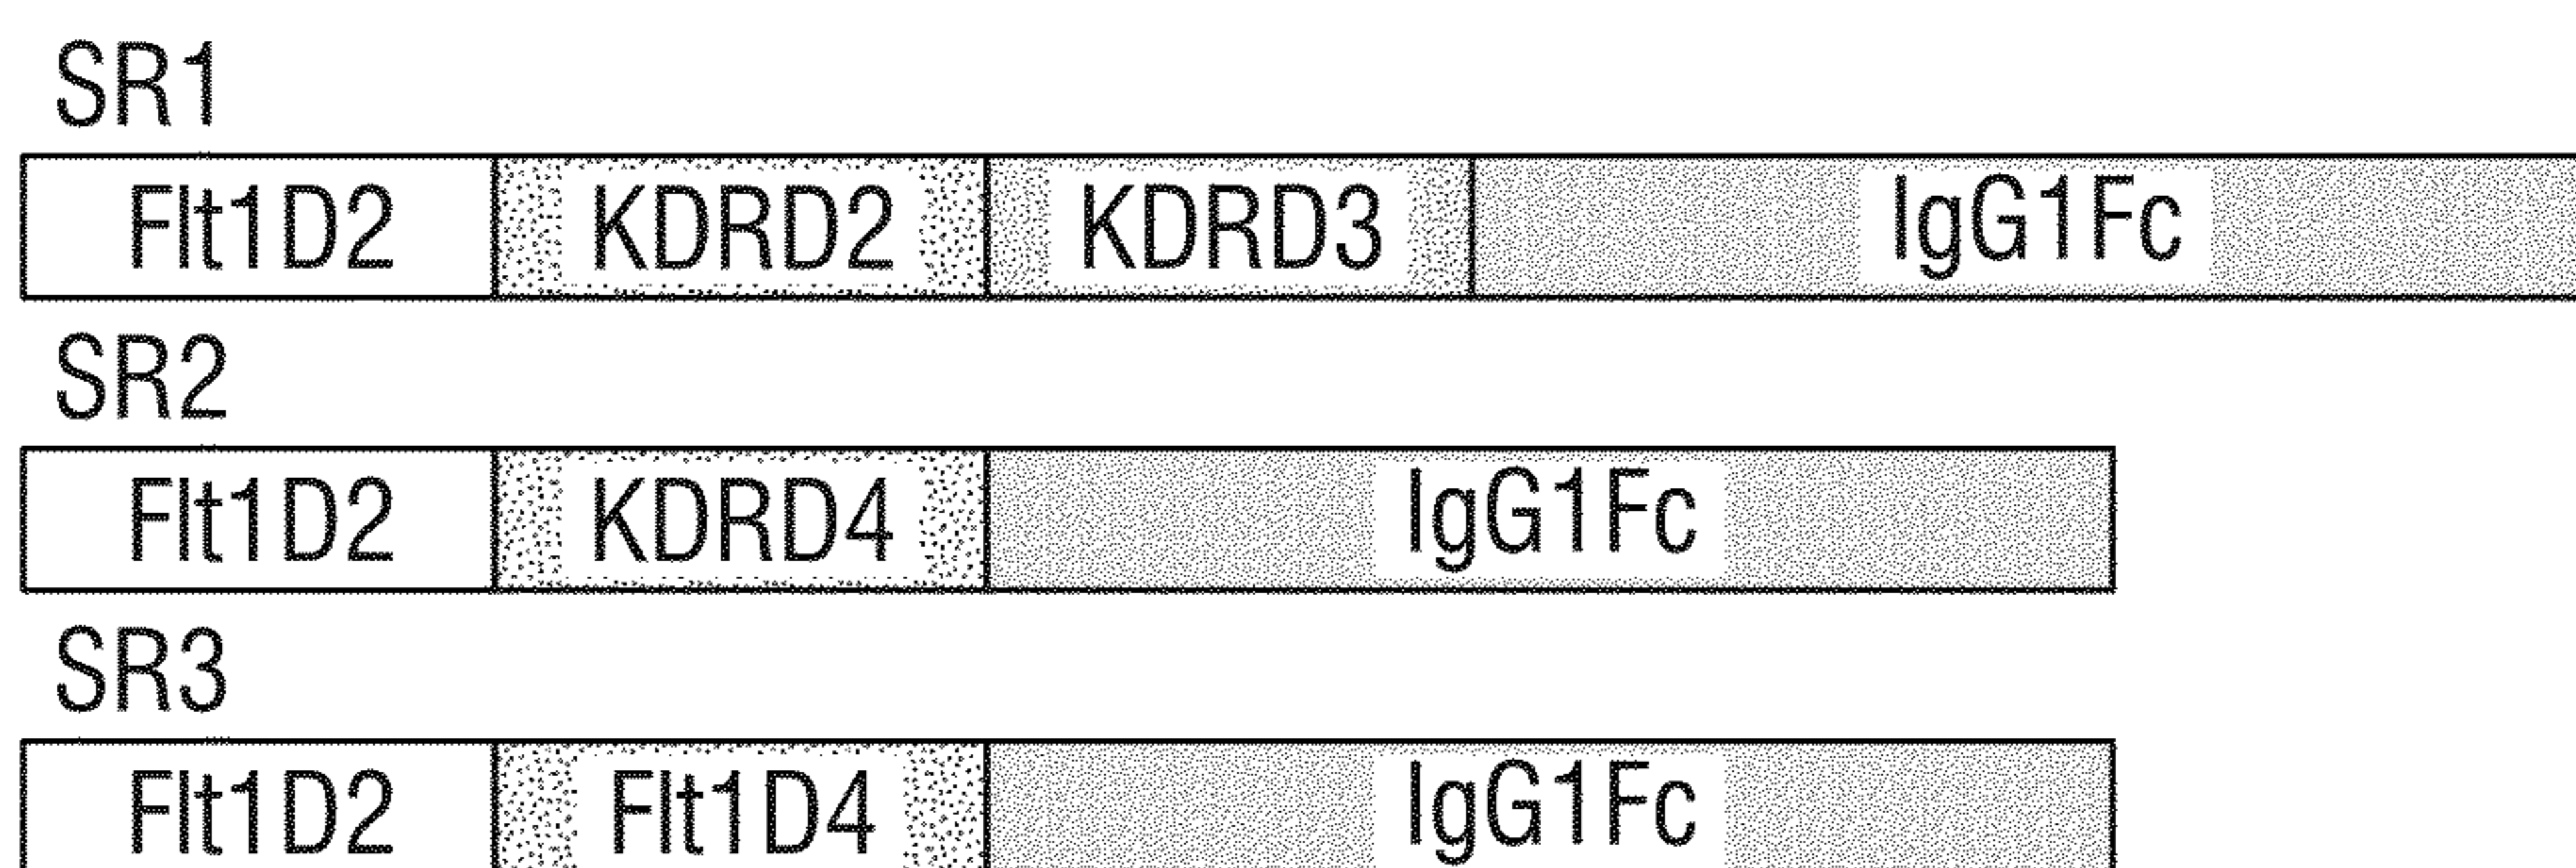 SR1
Flt1D2 KDRD2 KDRD3 IgG1Fc
SR2
Flt1D2 KDRD4 IgG1Fc
SR3
Flt1D2 Flt1D4 IgG1Fc